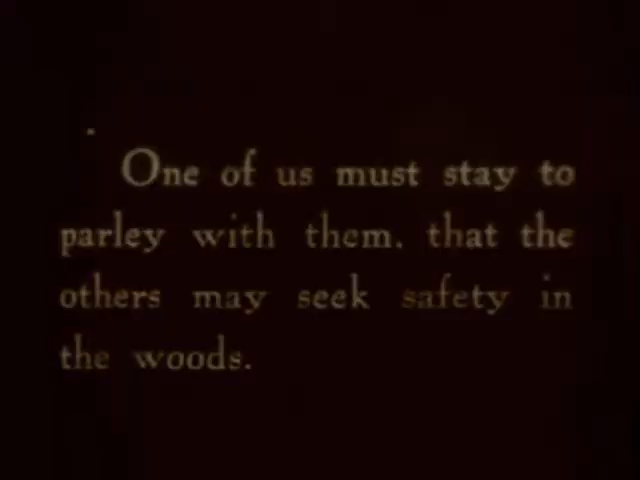 One of us must stay to
parley with them. that the
others may seek safety in
the woods.